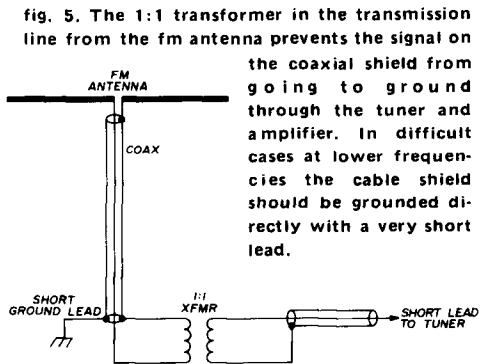 fig. 5. The 1:1 transformer in the transmission
line from the fm antenna prevents the signal on
the coaxial shield from
going to ground
through the tuner and
amplifier. In difficult
cases at lower frequen-
cies the cable shield
should be grounded di-
rectly with a very short
lead.
FM
ANTENNA
COAX
SHORT
GROUND LEAD
1:1
XFMR
SHORT LEAD
TO TUNER